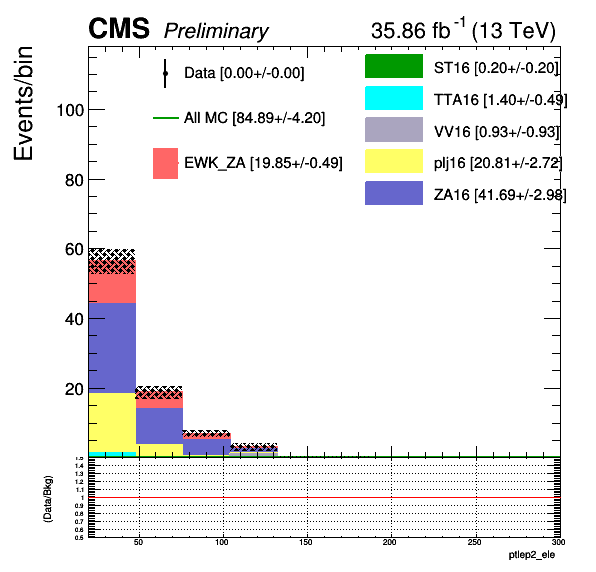 CMS Preliminary 35.86 fb⁻¹ (13 TeV)
Events/bin
Data [0.00+/-0.00]
All MC [84.89+/-4.20]
EWK_ZA [19.85+/-0.49]
ST16 [0.20+/-0.20]
TTA16 [1.40+/-0.49]
VV16 [0.93+/-0.93]
plj16 [20.81+/-2.72]
ZA16 [41.69+/-2.98]
100
80
60
40
20
(Data/Bkg)
1.5
1.4
1.3
1.2
1.1
1
0.9
0.8
0.7
0.6
0.5
50 100 150 200 250 300
ptlep2_ele